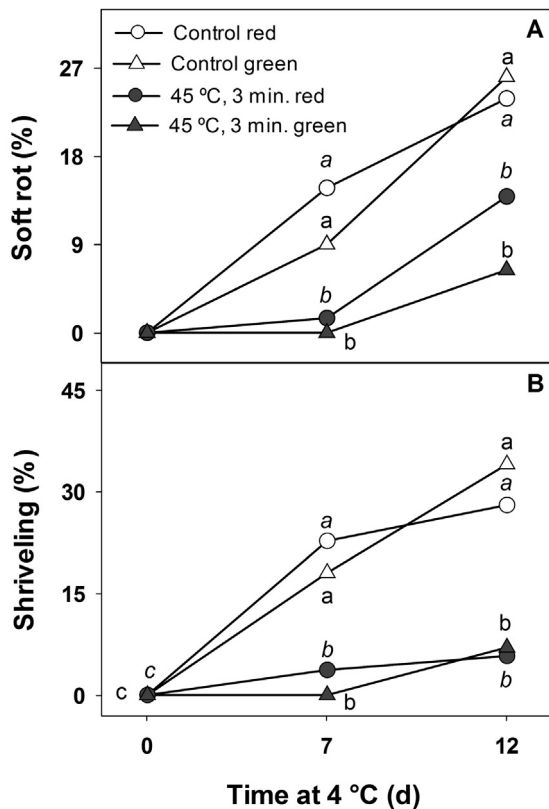 A
Control red
Control green
45 ºC, 3 min. red
45 ºC, 3 min. green
Soft rot (%)
27
18
9
0
a
a
a
a
b
b
b
b
B
Shriveling (%)
45
30
15
0
a
a
a
a
b
b
b
b
c
c
0
7
12
Time at 4 °C (d)